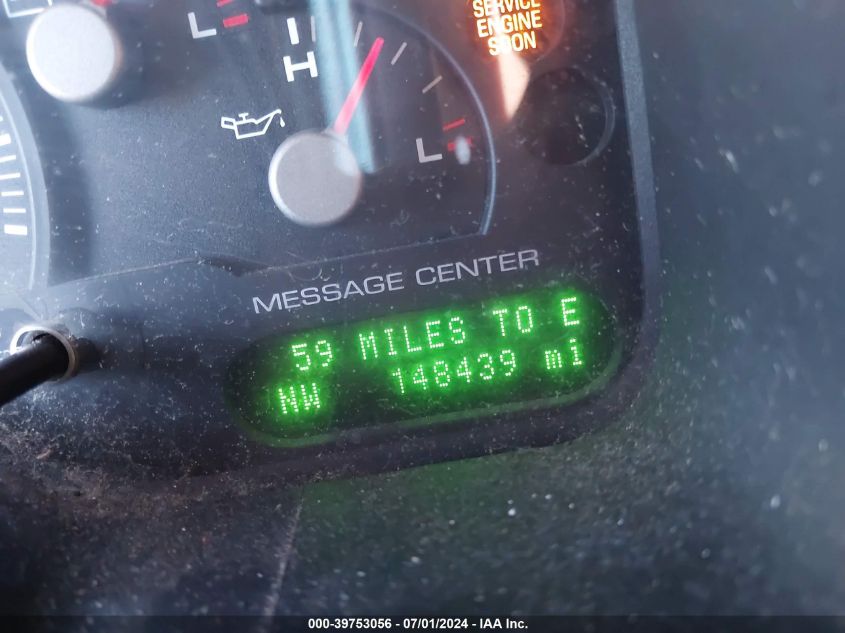 L
H
SERVICE
ENGINE
SOON
L
MESSAGE CENTER
59 MILES TO E
NW 148439 mi
000-39753056 / 07/01/2024 - IAA Inc.